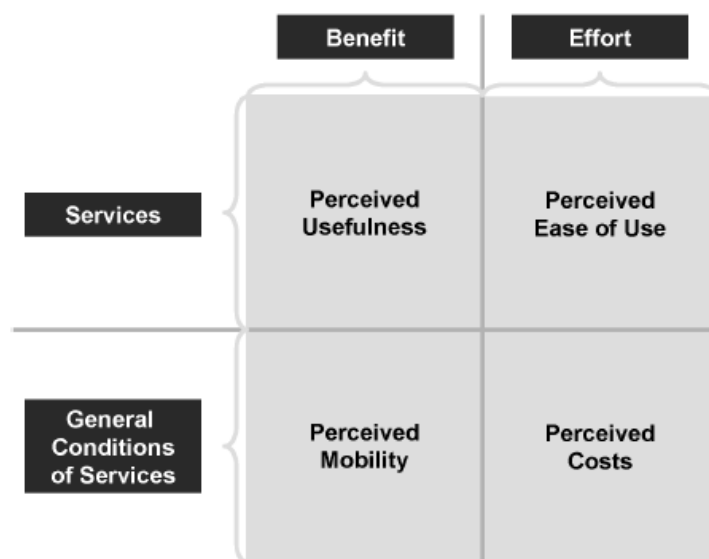 Benefit
Effort
Services
Perceived
Usefulness
Perceived
Ease of Use
General
Conditions
of Services
Perceived
Mobility
Perceived
Costs